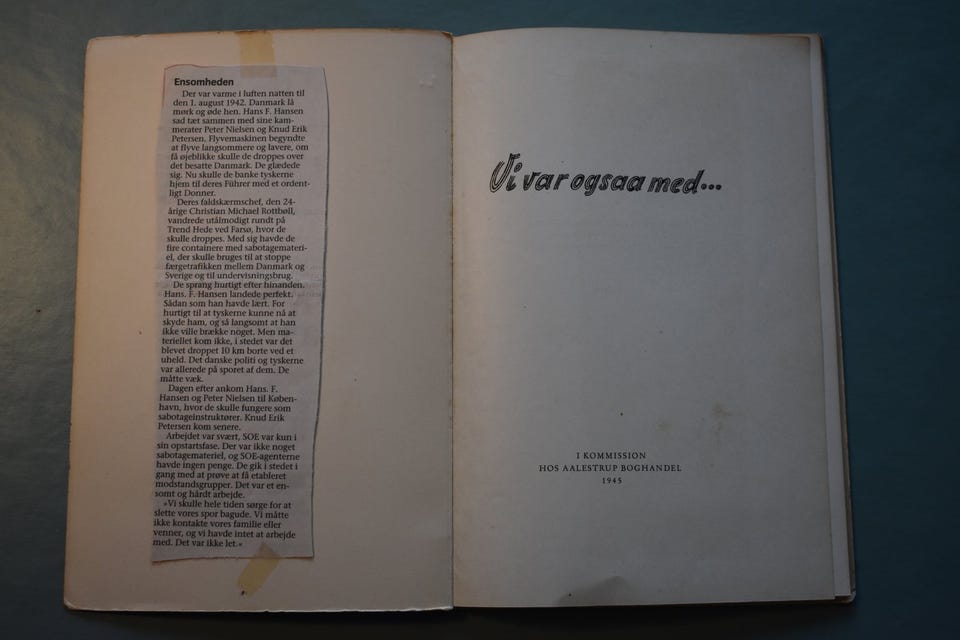 Ensomheden
Der var varme i luften natten til
den 1. august 1942. Danmark lå
mørk og øde hen. Hans F. Hansen
sad tæt sammen med sine kam-
merater Peter Nielsen og Knud Erik
Petersen. Flyvemaskinen begyndte
at flyve langsommere og lavere, om
få øjeblikke skulle de droppes over
det besatte Danmark. De glædede
sig. Nu skulle de banke tyskerne
hjem til deres Führer med et ordent-
ligt Donner.
Deres faldskærmschef, den 24-
årige Christian Michael Rottbøll,
vandrede utålmodigt rundt på
Trend Hede ved Farsø, hvor de
skulle droppes. Med sig havde de
fire containere med sabotagemateri-
el, der skulle bruges til at stoppe
færgetrafikken mellem Danmark og
Sverige og til undervisningsbrug.
De sprang hurtigt efter hinanden.
Hans. F. Hansen landede perfekt.
Sådan som han havde lært. For
hurtigt til at tyskerne kunne nå at
skyde ham, og så langsomt at han
ikke ville brække noget. Men ma-
teriellet kom ikke, i stedet var det
blevet droppet 10 km borte ved et
uheld. Det danske politi og tyskerne
var allerede på sporet af dem. De
måtte væk.
Dagen efter ankom Hans. F.
Hansen og Peter Nielsen til Køben-
havn, hvor de skulle fungere som
sabotageinstruktører. Knud Erik
Petersen kom senere.
Arbejdet var svært, SOE var kun i
sin opstartsfase. Der var ikke noget
sabotagemateriel, og SOE-agenterne
havde ingen penge. De gik i stedet i
gang med at prøve at få etableret
modstandsgrupper. Det var et en-
somt og hårdt arbejde.
»Vi skulle hele tiden sørge for at
slette vores spor bagude. Vi måtte
ikke kontakte vores familie eller
venner, og vi havde intet at arbejde
med. Det var ikke let.«
Vi var ogsaa med...
I KOMMISSION
HOS AALESTRUP BOGHANDEL
1945